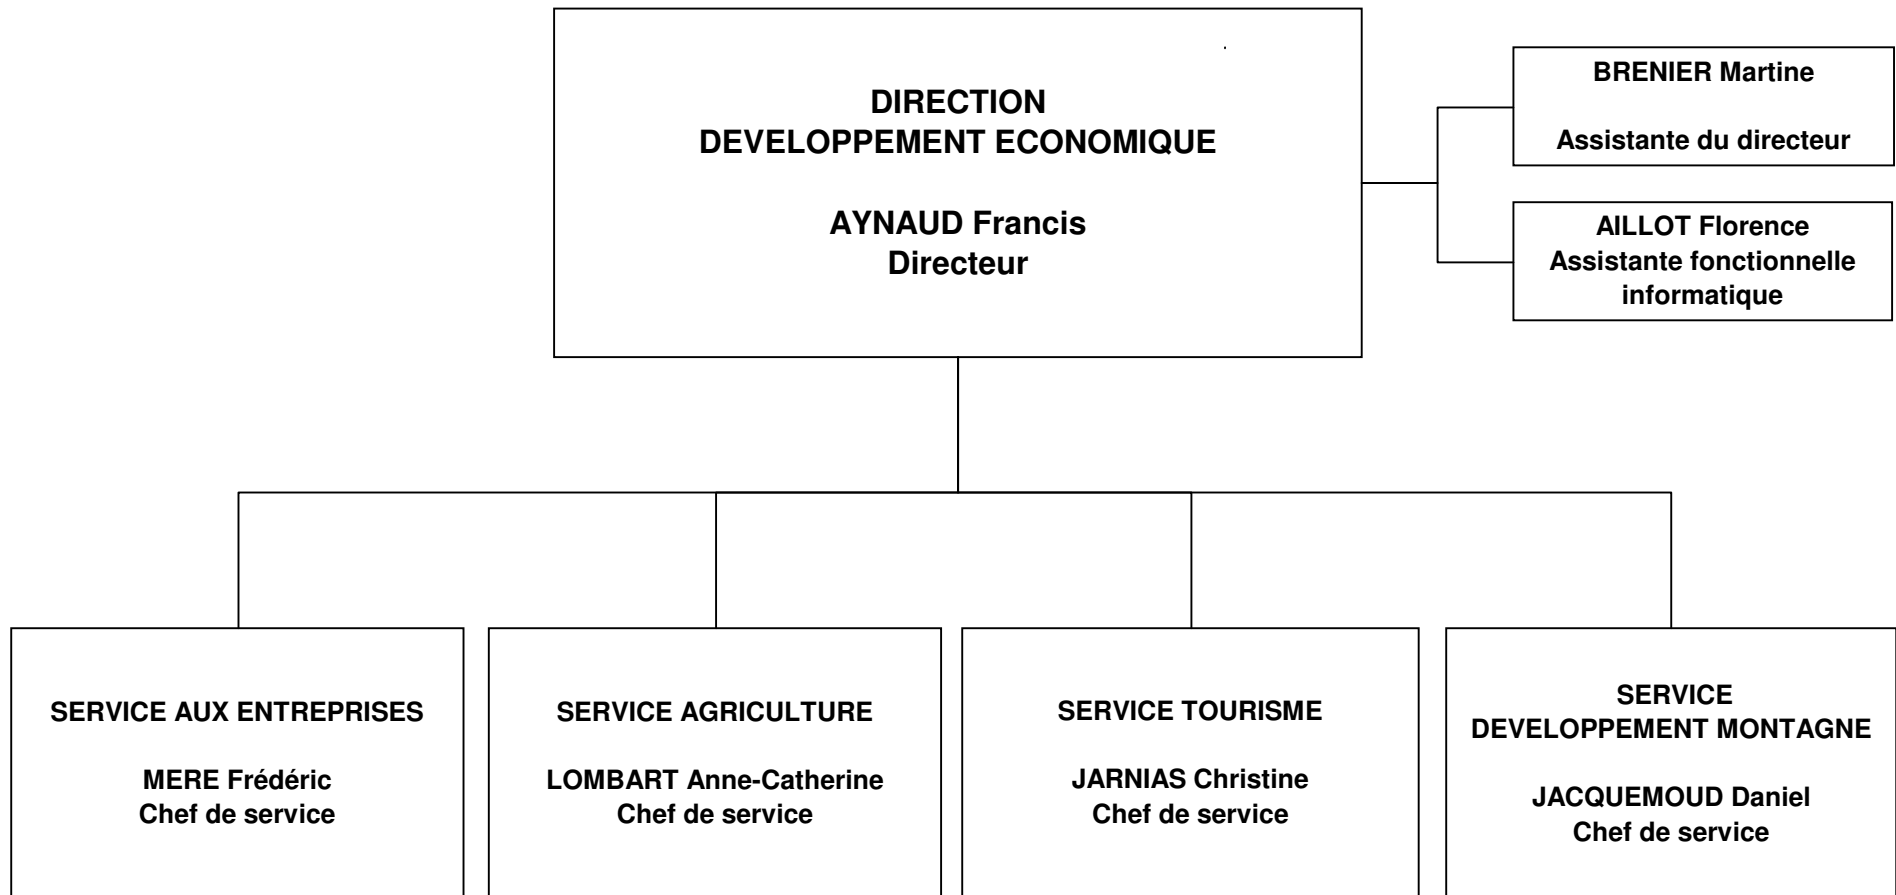 DIRECTION
DEVELOPPEMENT ECONOMIQUE
AYNAUD Francis
Directeur
BRENIER Martine
Assistante du directeur
AILLOT Florence
Assistante fonctionnelle
informatique
SERVICE AUX ENTREPRISES
MERE Frédéric
Chef de service
SERVICE AGRICULTURE
LOMBART Anne-Catherine
Chef de service
SERVICE TOURISME
JARNIAS Christine
Chef de service
SERVICE
DEVELOPPEMENT MONTAGNE
JACQUEMOUD Daniel
Chef de service